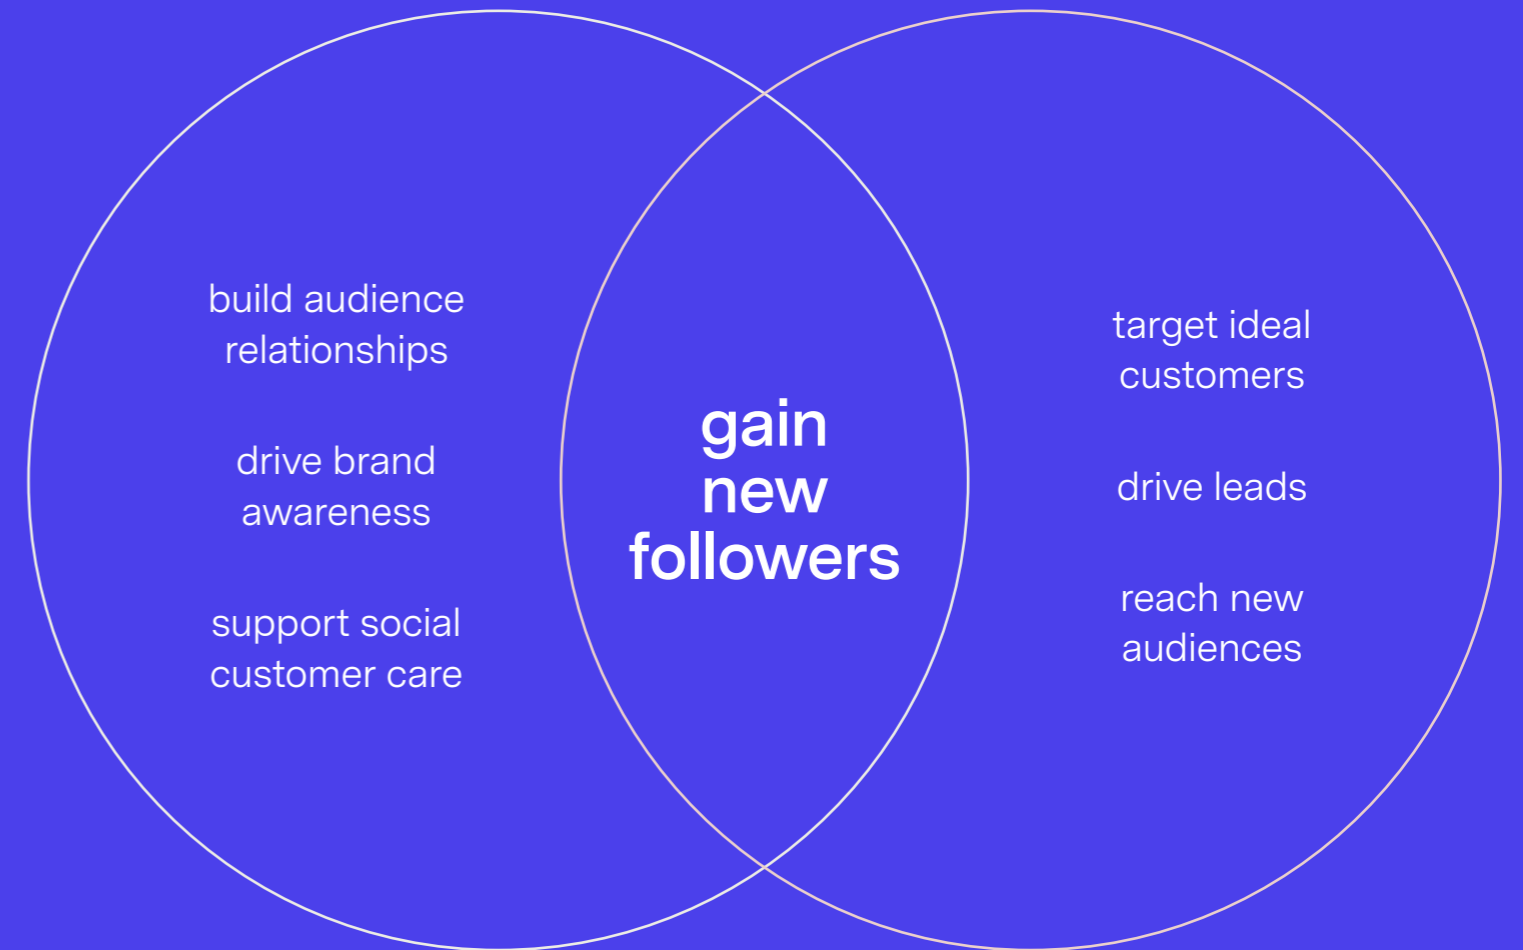 build audience
relationships
drive brand
awareness
support social
customer care
gain
new
followers
target ideal
customers
drive leads
reach new
audiences